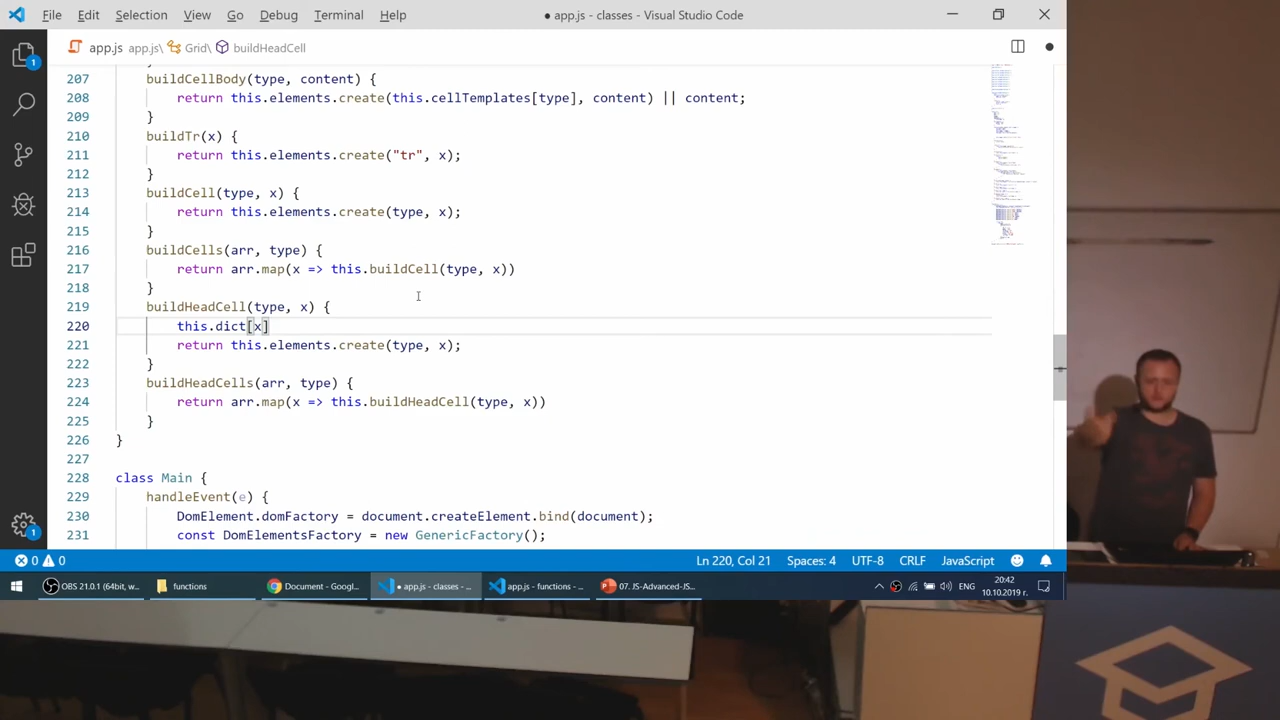 File Edit Selection View Go Debug Terminal Help
● app.js - classes - Visual Studio Code
app.js app.js\ Grid\ buildHeadCell
207 buildCellBody(type, content) {
208 return this.elements.create(this.cellTemplates[type], content) || content;
209 }
210 buildTr(x) {
211 return this.elements.create("tr", x);
212 }
213 buildCell(type, x) {
214 return this.elements.create(type, x);
215 }
216 buildCells(arr, type) {
217 return arr.map(x => this.buildCell(type, x))
218 }
219 buildHeadCell(type, x) {
220 this.dict[x]
221 return this.elements.create(type, x);
222 }
223 buildHeadCells(arr, type) {
224 return arr.map(x => this.buildHeadCell(type, x))
225 }
226 }
227
228 class Main {
229 handleEvent(e) {
230 DomElement.domFactory = document.createElement.bind(document);
231 const DomElementsFactory = new GenericFactory();
1
1
0 0
Ln 220, Col 21 Spaces: 4 UTF-8 CRLF JavaScript
OBS 21.0.1 (64bit, w...
functions
Document - Googl...
● app.js - classes - ...
app.js - functions - ...
07. JS-Advanced-JS...
ENG
20:42
10.10.2019 г.